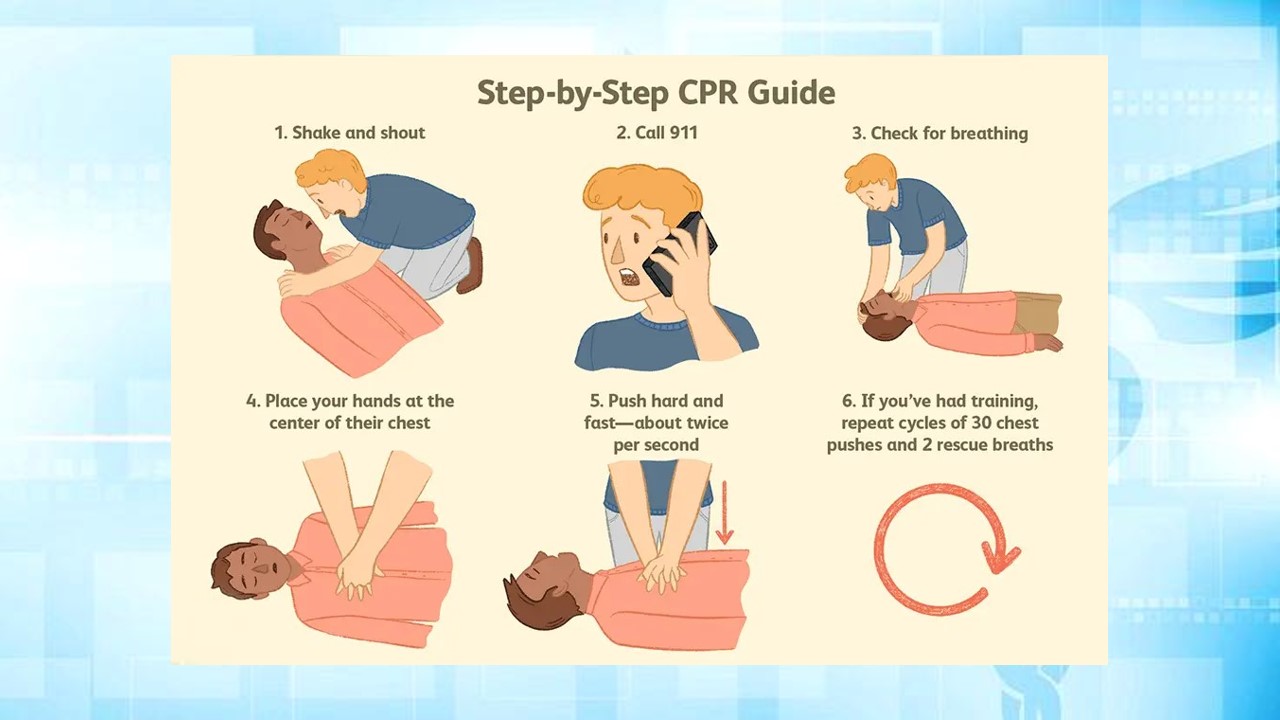 Step-by-Step CPR Guide
1. Shake and shout
2. Call 911
3. Check for breathing
4. Place your hands at the
center of their chest
5. Push hard and
fast—about twice
per second
6. If you've had training,
repeat cycles of 30 chest
pushes and 2 rescue breaths